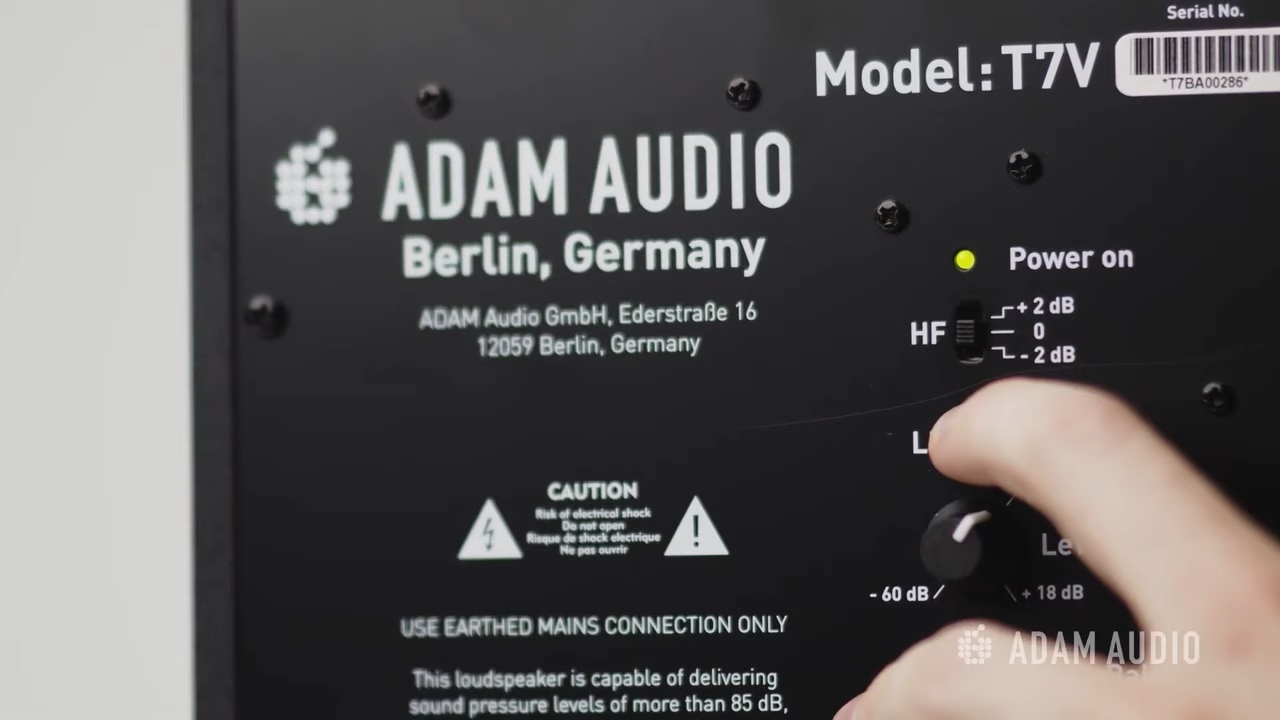 Serial No.
Model: T7V
*T7BA00286*
ADAM AUDIO
Berlin, Germany
ADAM Audio GmbH, Ederstraße 16
12059 Berlin, Germany
Power on
HF
+ 2 dB
0
- 2 dB
CAUTION
Risk of electrical shock
Do not open
Risque de shock electrique
Ne pas ouvrir
- 60 dB
+ 18 dB
USE EARTHED MAINS CONNECTION ONLY
This loudspeaker is capable of delivering
sound pressure levels of more than 85 dB,
ADAM AUDIO